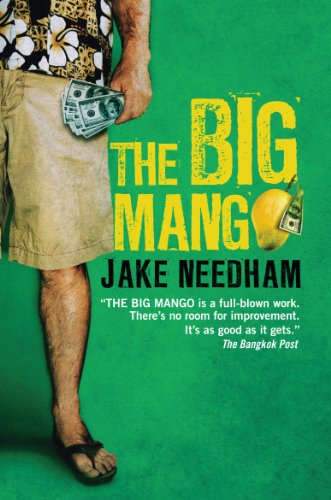 THE BIG
MANGO
JAKE NEEDHAM
“THE BIG MANGO is a full-blown work.
There’s no room for improvement.
It’s as good as it gets.”
The Bangkok Post